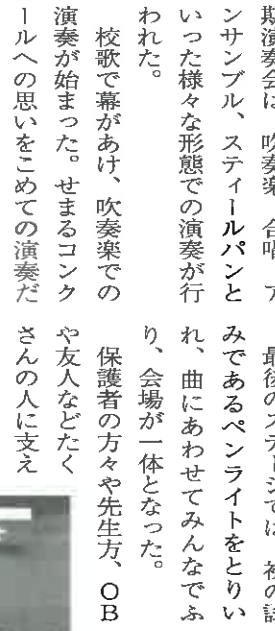 期演奏会は、吹奏楽、合唱、ア
ンサンブル、スティールパンと
いった様々な形態での演奏が行
われた。
校歌で幕があけ、吹奏楽での
演奏が始まった。せまるコンク
ールへの思いをこめての演奏だ
最後のステージでは、初の試
みであるペンライトをとりい
れ、曲にあわせてみんなでふ
り、会場が一体となった。
保護者の方々や先生方、OB
や友人などたく
さんの人に支え